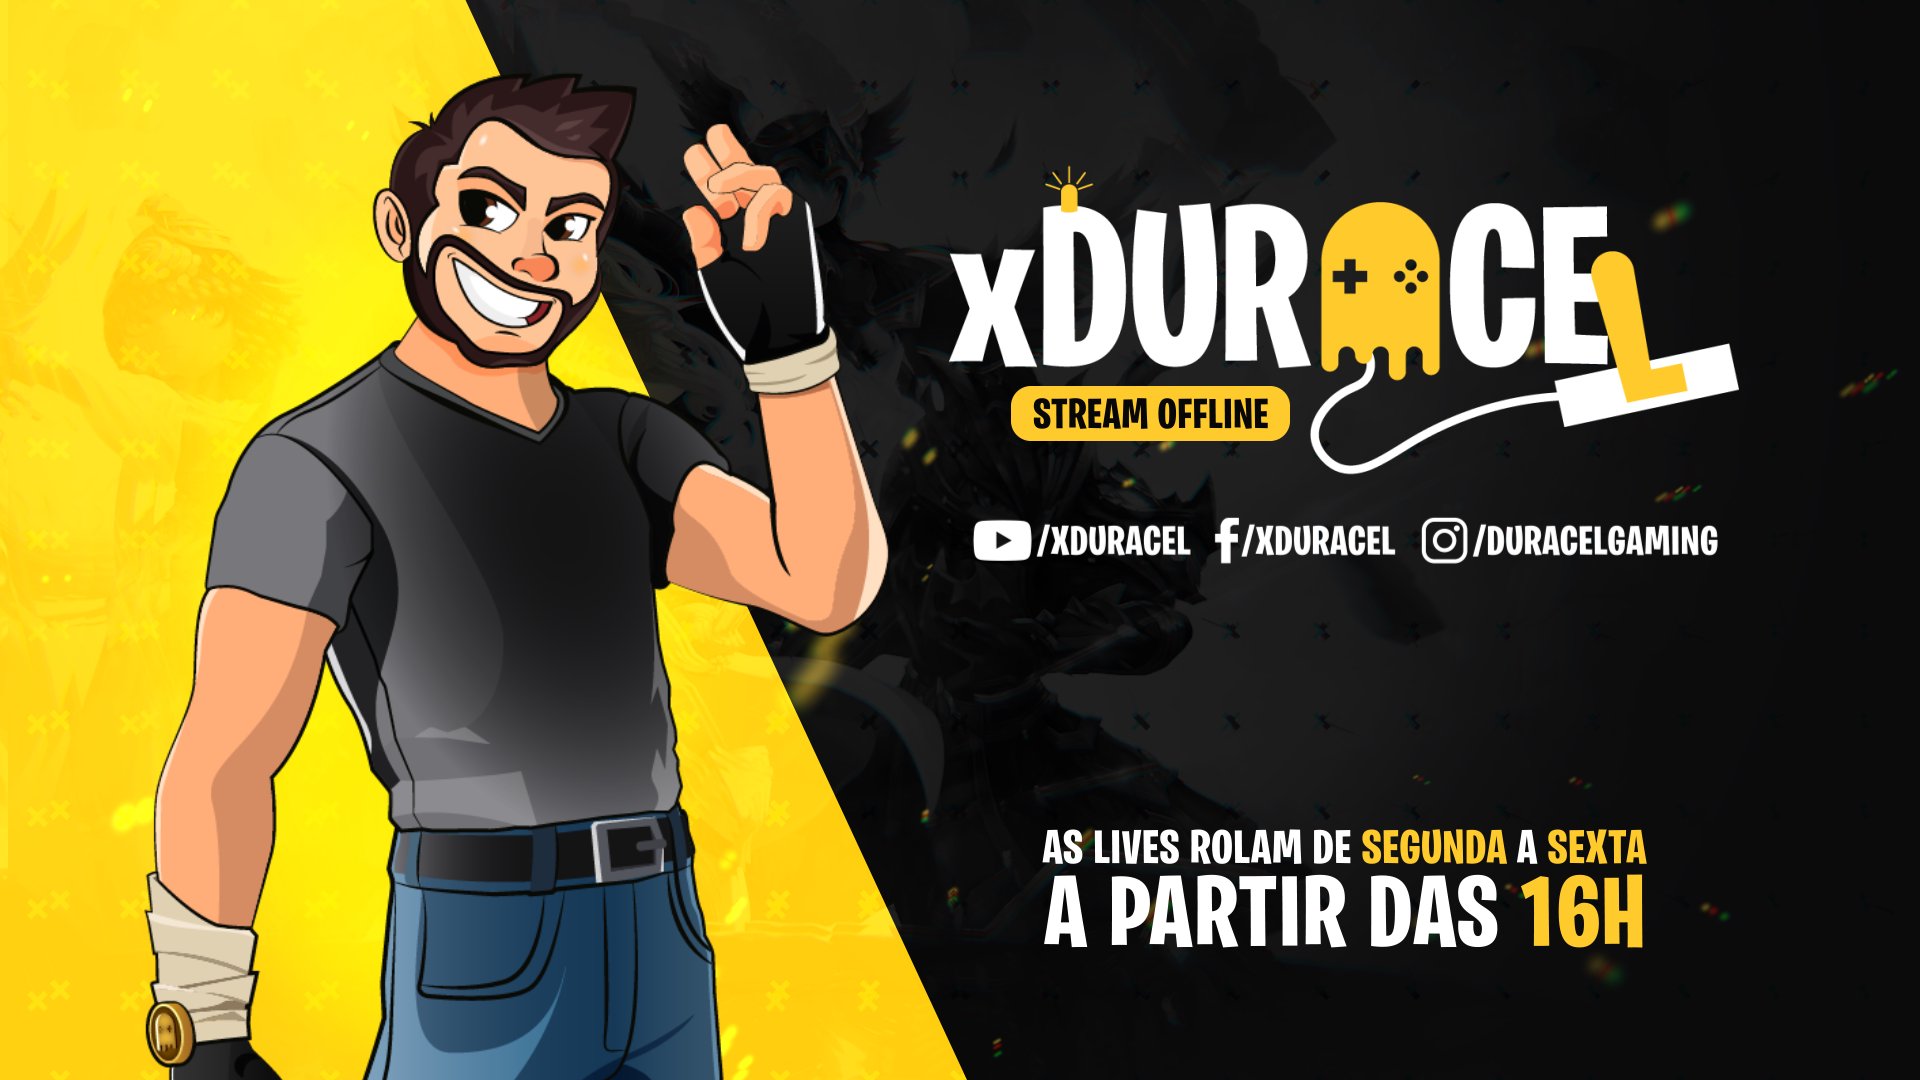 xDURACEL
STREAM OFFLINE
/XDURACEL /XDURACEL /DURACELGAMING
AS LIVES ROLAM DE SEGUNDA A SEXTA
A PARTIR DAS 16H